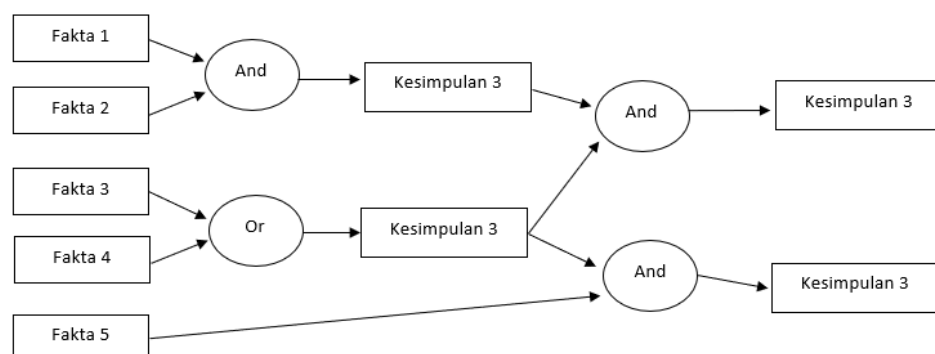 Fakta 1
And
Fakta 2
Kesimpulan 3
And
Kesimpulan 3
Fakta 3
Or
Kesimpulan 3
Fakta 4
And
Kesimpulan 3
Fakta 5